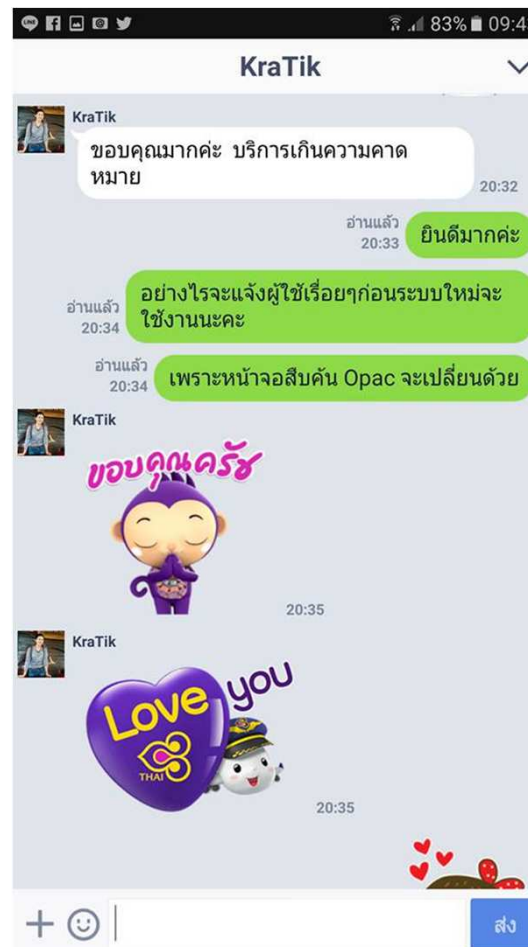 83% 09:4
KraTik
KraTik
ขอบคุณมากค่ะ บริการเกินความคาด
หมาย
20:32
อ่านแล้ว
20:33
ยินดีมากค่ะ
อย่างไรจะแจ้งผู้ใช้เรื่อยๆก่อนระบบใหม่จะ
ใช้งานนะคะ
อ่านแล้ว
20:34
อ่านแล้ว
20:34
เพราะหน้าจอสืบค้น Opac จะเปลี่ยนด้วย
KraTik
ขอบคุณครัช
20:35
KraTik
Love you
THAI
20:35
ส่ง